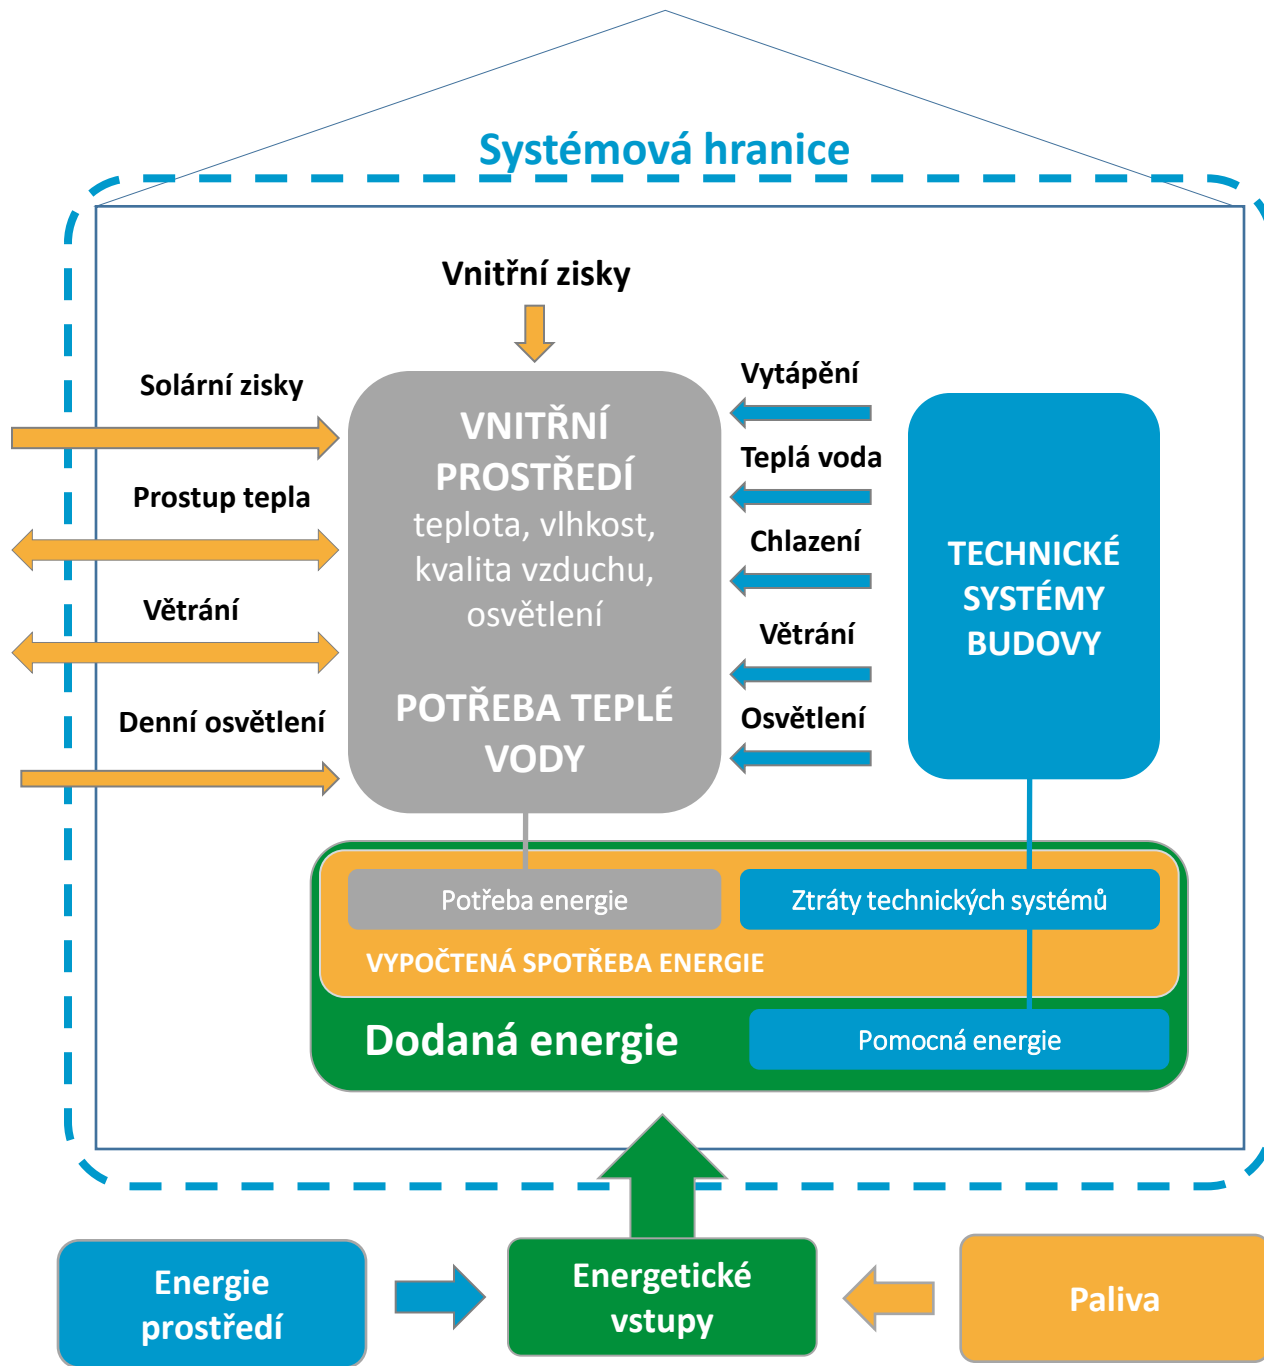 Systémová hranice
Vnitřní zisky
Solární zisky
Prostup tepla
Větrání
Denní osvětlení
VNITŘNÍ
PROSTŘEDÍ
teplota, vlhkost,
kvalita vzduchu,
osvětlení
POTŘEBA TEPLÉ
VODY
Vytápění
Teplá voda
Chlazení
Větrání
Osvětlení
TECHNICKÉ
SYSTÉMY
BUDOVY
Potřeba energie
Ztráty technických systémů
VYPOČTENÁ SPOTŘEBA ENERGIE
Dodaná energie
Pomocná energie
Energie
prostředí
Energetické
vstupy
Paliva